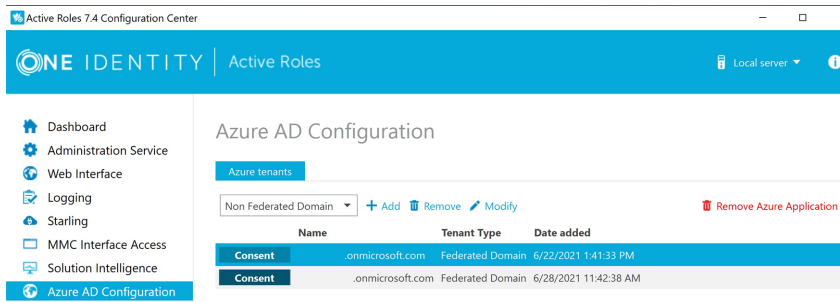 Active Roles 7.4 Configuration Center
ONE IDENTITY Active Roles
Local server
Dashboard
Administration Service
Web Interface
Logging
Starling
MMC Interface Access
Solution Intelligence
Azure AD Configuration
Azure AD Configuration
Azure tenants
Non Federated Domain Add Remove Modify Remove Azure Application
Name Tenant Type Date added
Consent .onmicrosoft.com Federated Domain 6/22/2021 1:41:33 PM
Consent .onmicrosoft.com Federated Domain 6/28/2021 11:42:38 AM